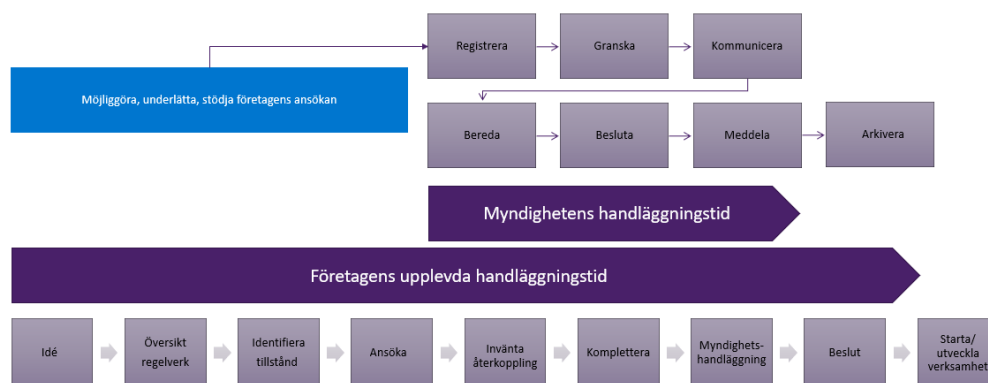 Registrera
Granska
Kommunicera
Möjliggöra, underlätta, stödja företagens ansökan
Bereda
Besluta
Meddela
Arkivera
Myndighetens handläggningstid
Företagens upplevda handläggningstid
Idé
Översikt
regelverk
Identifiera
tillstånd
Ansöka
Invänta
återkoppling
Komplettera
Myndighets-
handläggning
Beslut
Starta/
utveckla
verksamhet